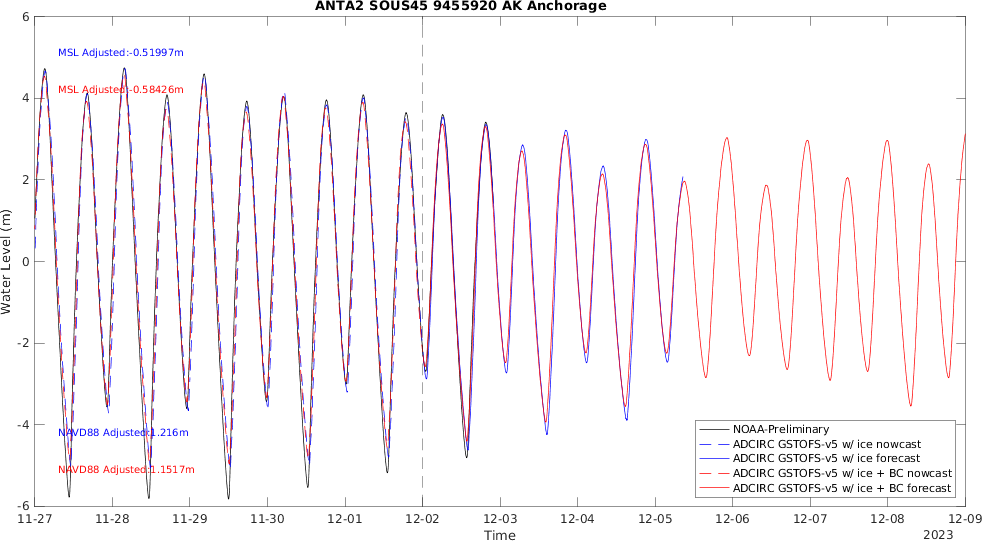 ANTA2 SOUS45 9455920 AK Anchorage
6
4
2
0
-2
-4
-6
Water Level (m)
MSL Adjusted:-0.51997m
MSL Adjusted:-0.58426m
NAVD88 Adjusted:1.216m
NAVD88 Adjusted:1.1517m
NOAA-Preliminary
ADCIRC GSTOFS-v5 w/ ice nowcast
ADCIRC GSTOFS-v5 w/ ice forecast
ADCIRC GSTOFS-v5 w/ ice + BC nowcast
ADCIRC GSTOFS-v5 w/ ice + BC forecast
11-27 11-28 11-29 11-30 12-01 12-02 12-03 12-04 12-05 12-06 12-07 12-08 12-09
Time
2023